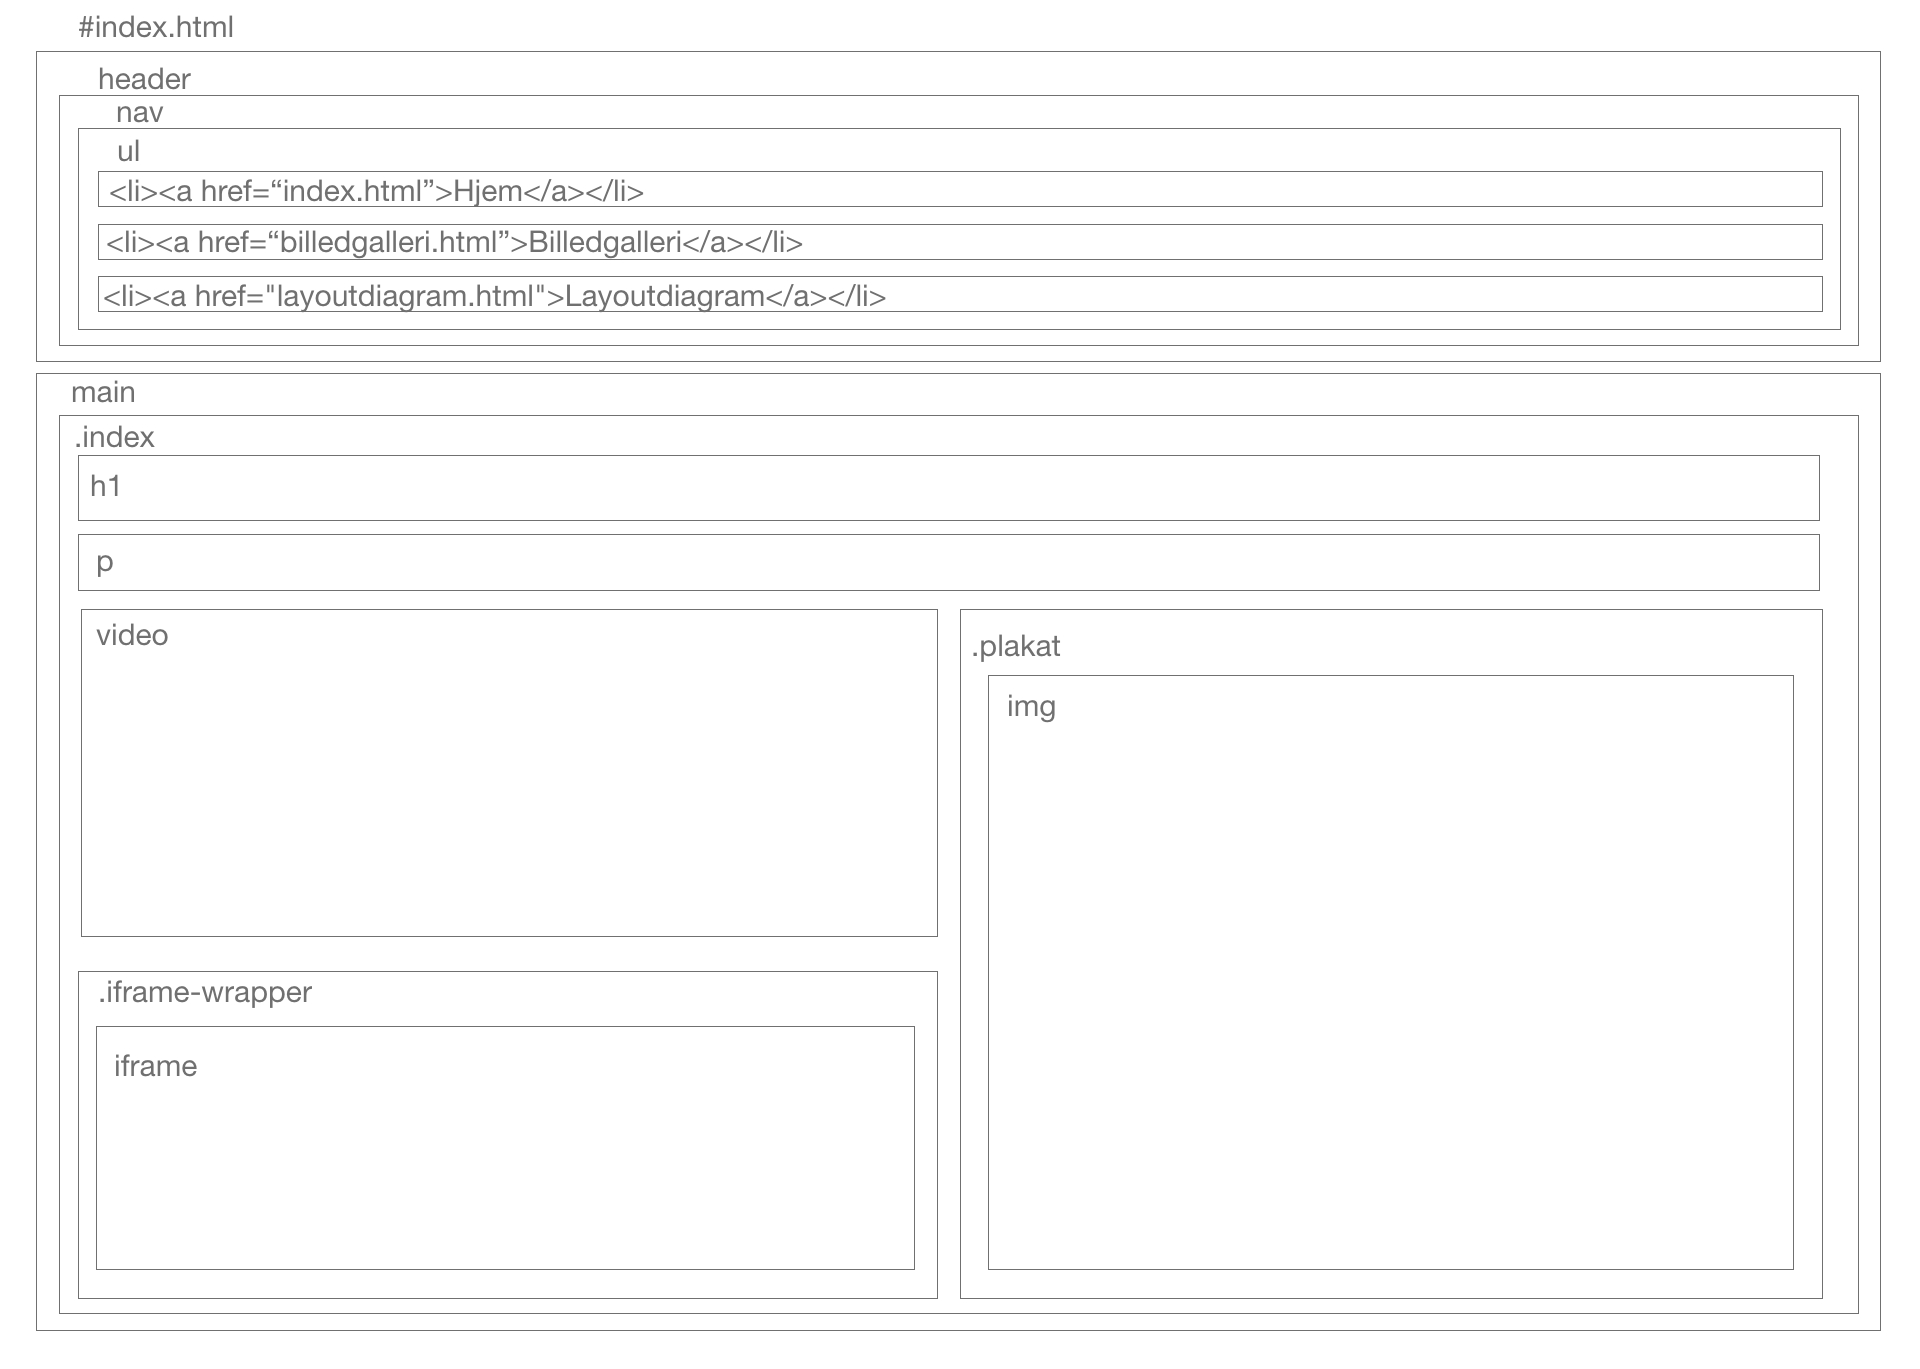 #index.html
header
nav
ul
<li><a href=“index.html”>Hjem</a></li>
<li><a href=“billedgalleri.html”>Billedgalleri</a></li>
<li><a href="layoutdiagram.html">Layoutdiagram</a></li>
main
.index
h1
p
video
.plakat
img
.iframe-wrapper
iframe